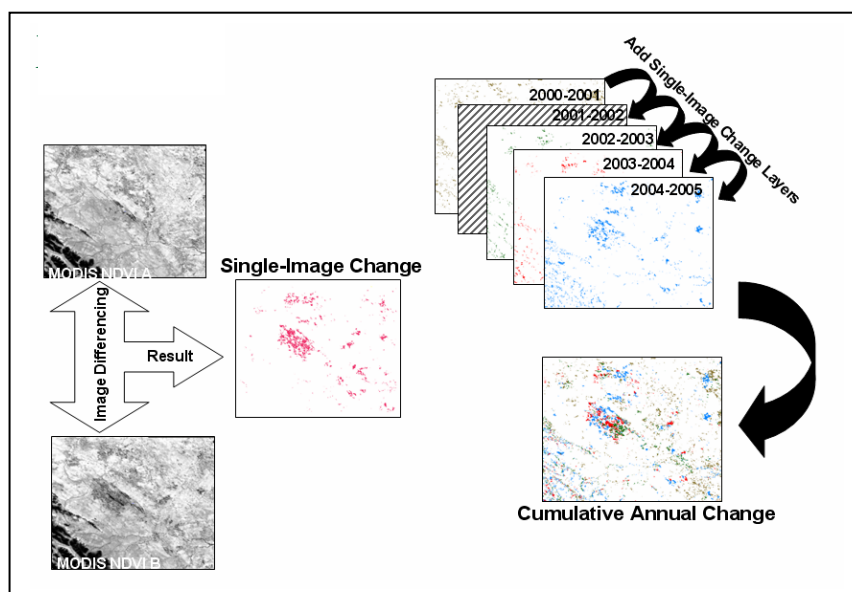 MODIS NDVI A
Image Differencing
Result
MODIS NDVI B
Single-Image Change
2000-2001
2001-2002
2002-2003
2003-2004
2004-2005
Add Single-Image Change Layers
Cumulative Annual Change